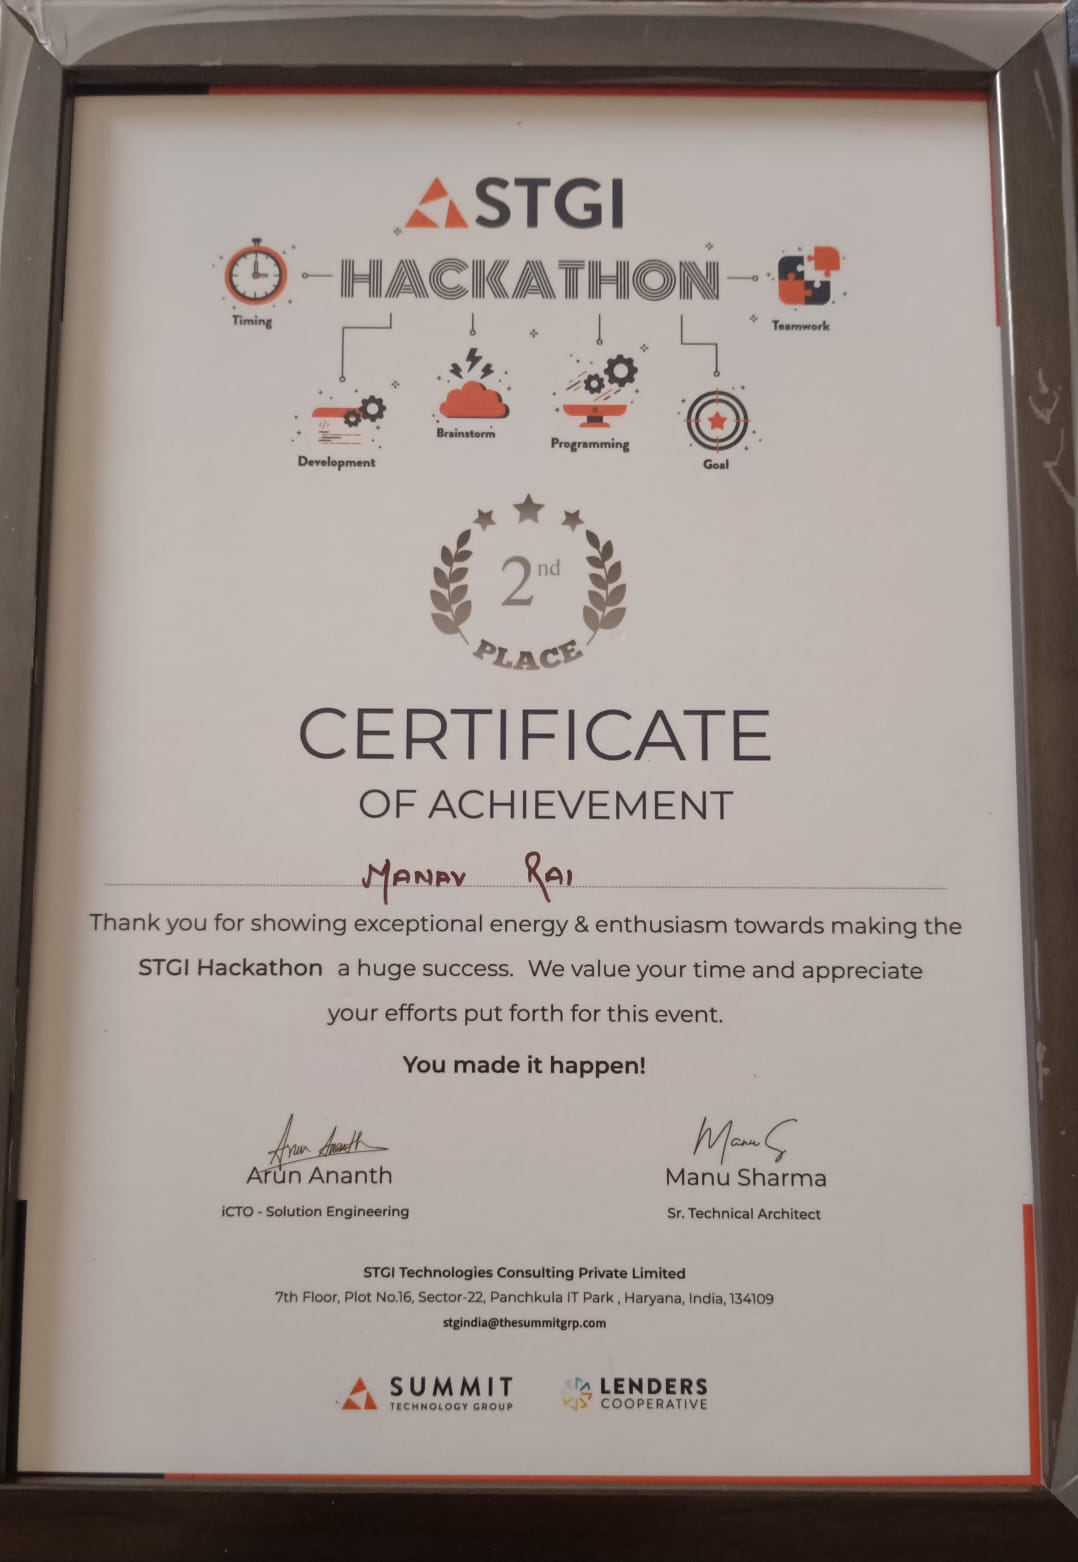 STGI
HACKATHON
Timing
Teamwork
Development
Brainstorm
Programming
Goal
2nd
PLACE
CERTIFICATE
OF ACHIEVEMENT
MANAV RAI
Thank you for showing exceptional energy & enthusiasm towards making the
STGI Hackathon a huge success. We value your time and appreciate
your efforts put forth for this event.
You made it happen!
Arun Ananth
Manu S
Arun Ananth
Manu Sharma
iCTO - Solution Engineering
Sr. Technical Architect
STGI Technologies Consulting Private Limited
7th Floor, Plot No.16, Sector-22, Panchkula IT Park , Haryana, India, 134109
stgindia@thesummitgrp.com
SUMMIT
TECHNOLOGY GROUP
LENDERS
COOPERATIVE